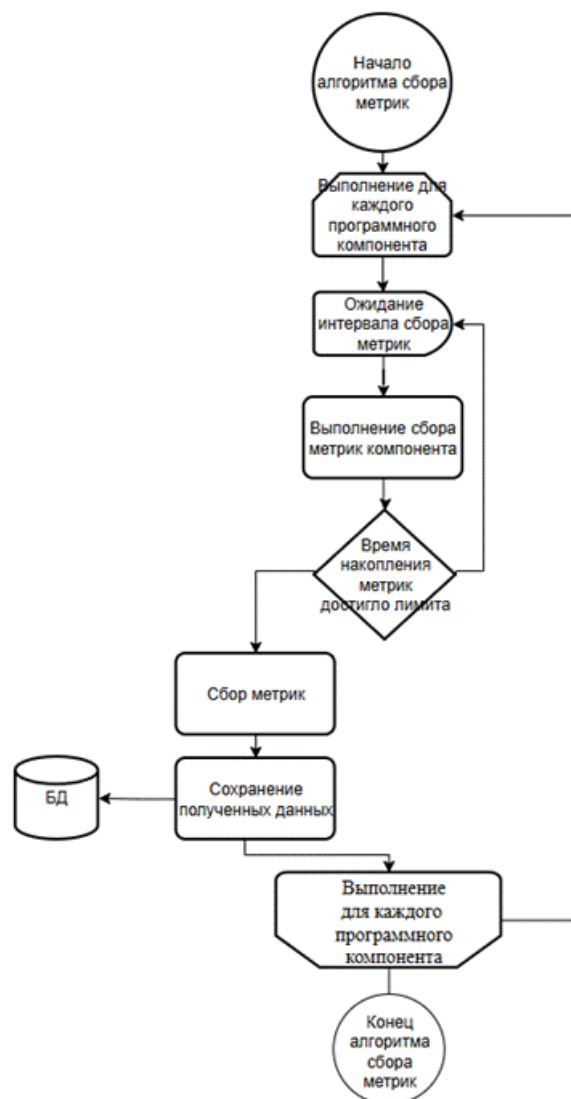 Начало
алгоритма сбора
метрик
Выполнение для
каждого
программного
компонента
Ожидание
интервала сбора
метрик
Выполнение сбора
метрик компонента
Время
накопления
метрик
достигло лимита
Сбор метрик
БД
Сохранение
полученных данных
Выполнение
для каждого
программного
компонента
Конец
алгоритма
сбора
метрик